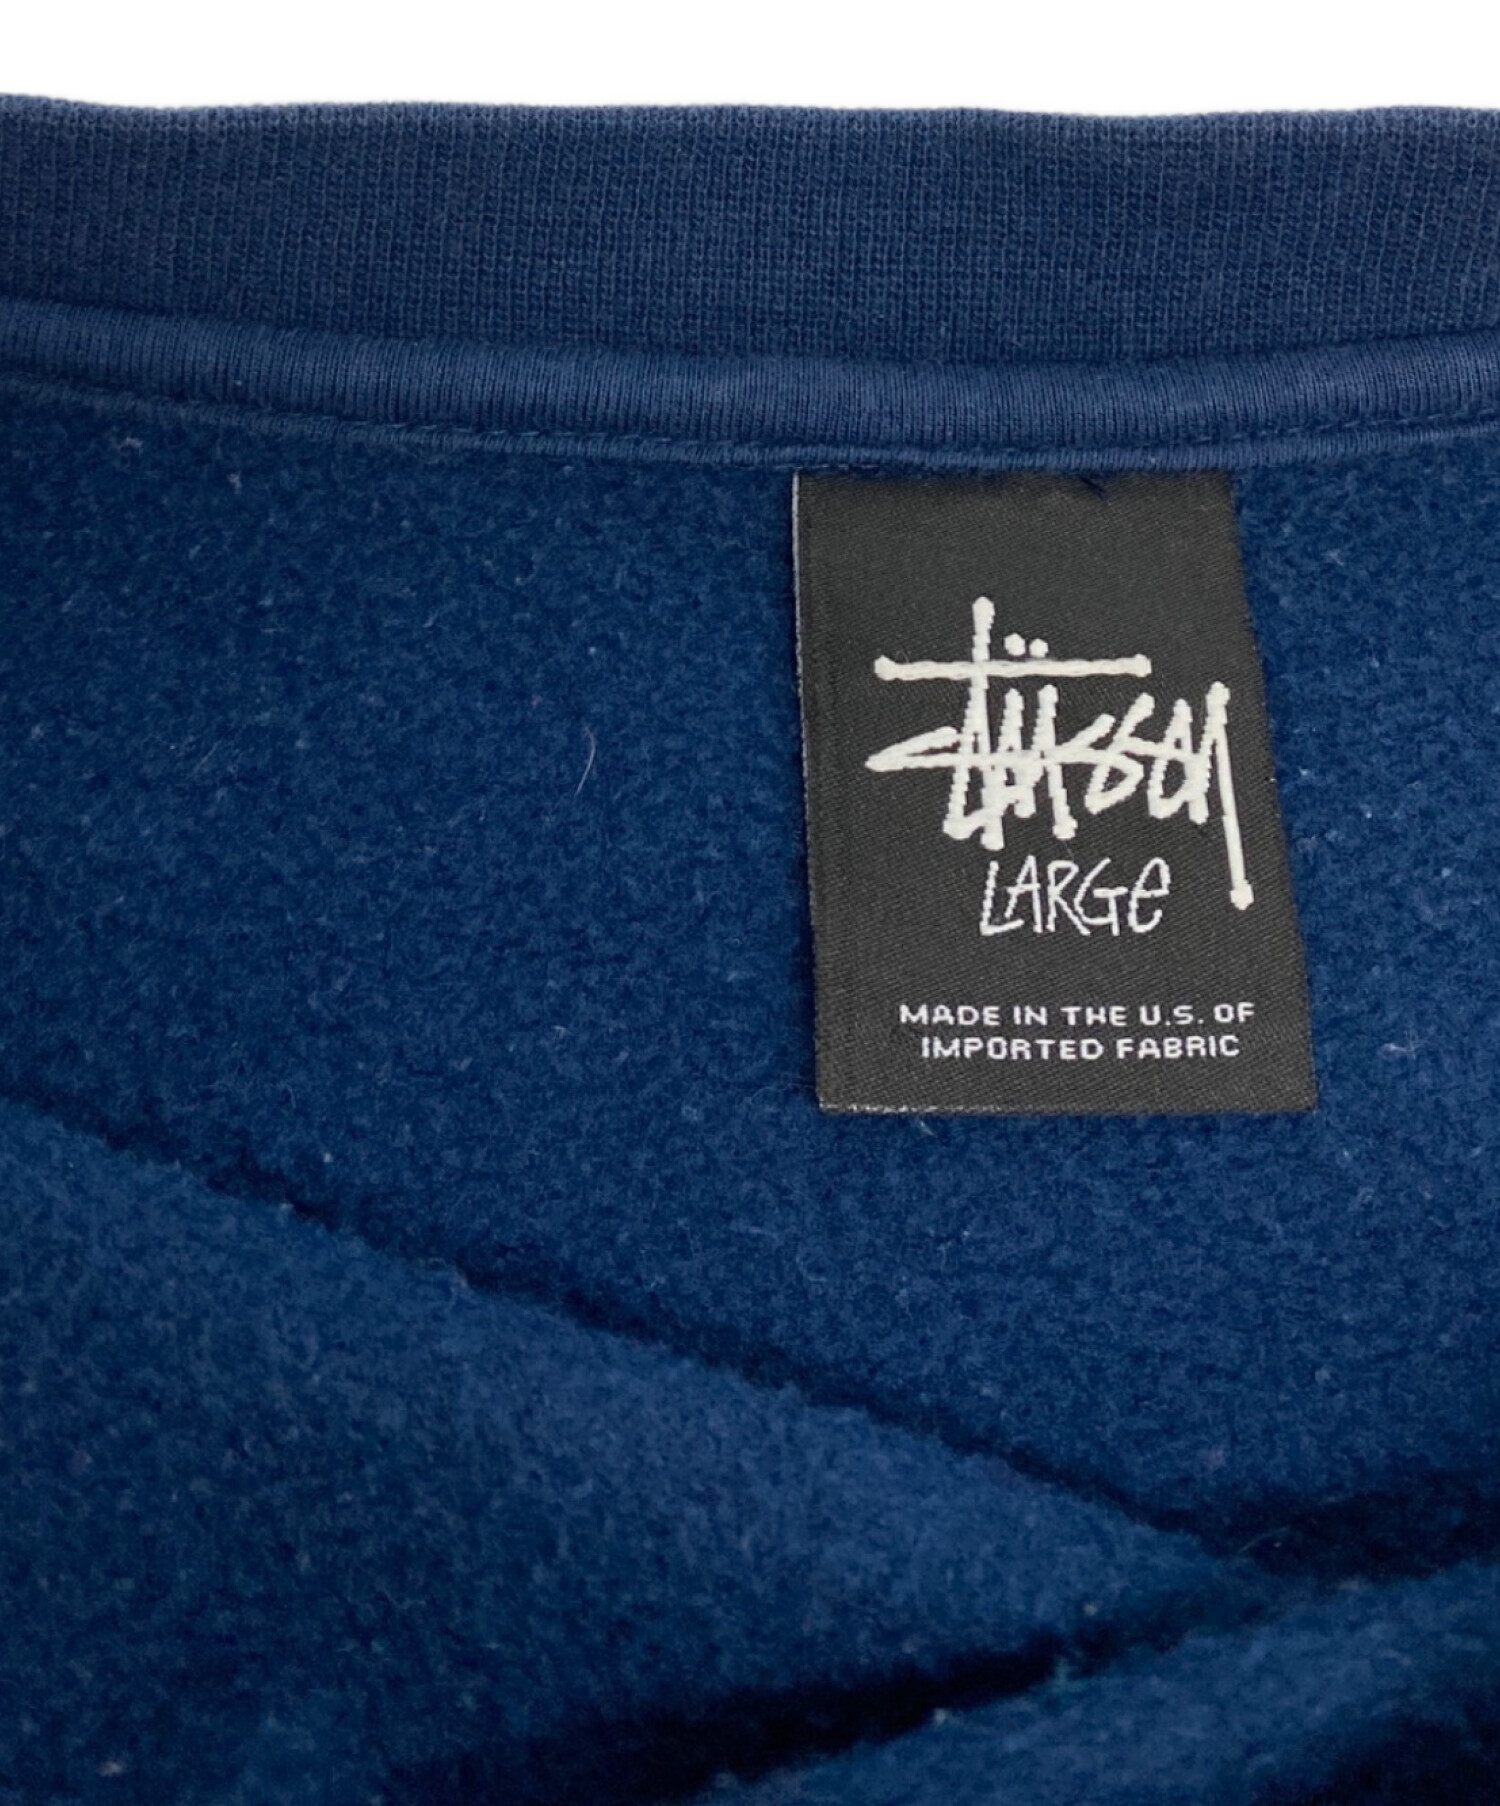 Stüssy
LARGe
MADE IN THE U.S. OF
IMPORTED FABRIC